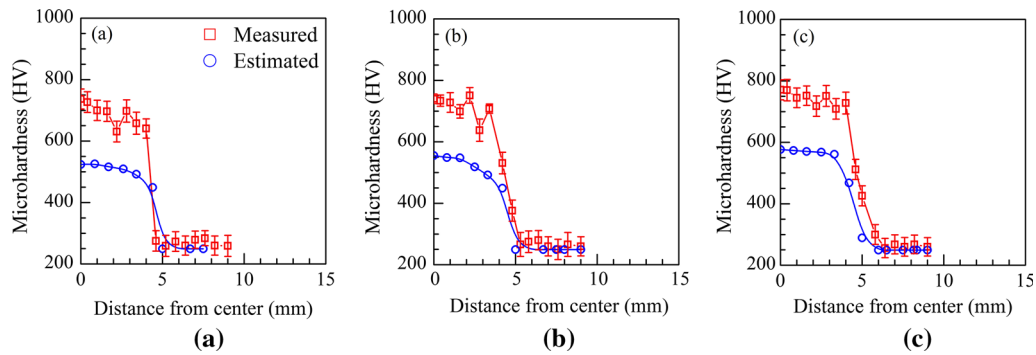 1000
800
600
400
200
Microhardness (HV)
(a)
Measured
Estimated
0 5 10 15
Distance from center (mm)
(a)
1000
800
600
400
200
Microhardness (HV)
(b)
0 5 10 15
Distance from center (mm)
(b)
1000
800
600
400
200
Microhardness (HV)
(c)
0 5 10 15
Distance from center (mm)
(c)